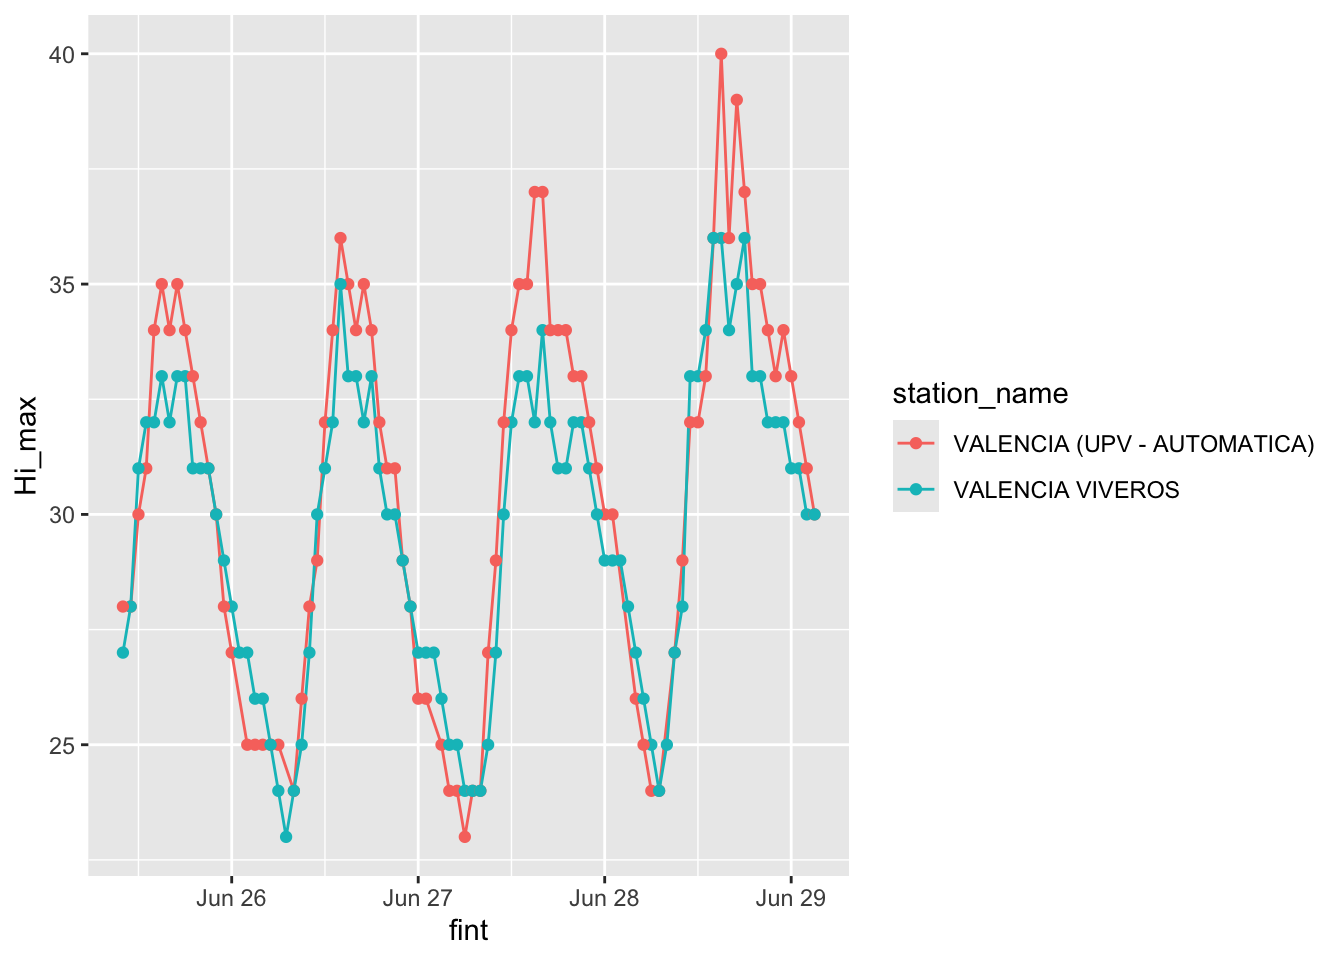 40
35
30
25
Hi_max
Jun 26
Jun 27
Jun 28
Jun 29
fint
station_name
VALENCIA (UPV - AUTOMATICA)
VALENCIA VIVEROS